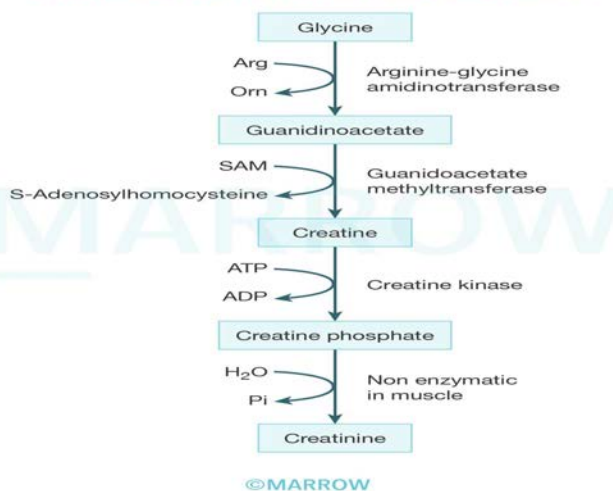 Glycine
Arg
Orn
Arginine-glycine
amidinotransferase
Guanidinoacetate
SAM
S-Adenosylhomocysteine
Guanidoacetate
methyltransferase
Creatine
ATP
ADP
Creatine kinase
Creatine phosphate
H₂O
Pi
Non enzymatic
in muscle
Creatinine
©MARROW
MARROW